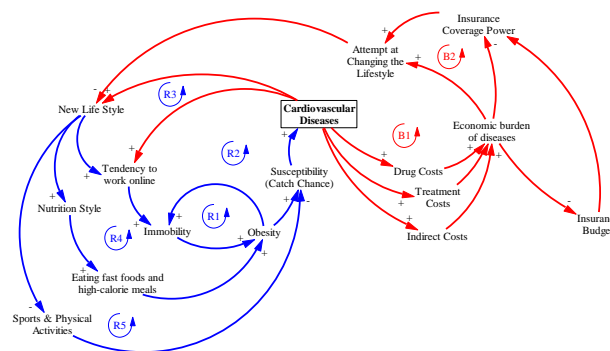 Insurance
Coverage Power
Attempt at
Changing the
Lifestyle
B2
R3
New Life Style
Cardiovascular
Diseases
B1
Economic burden
of diseases
R2
Tendency to
work online
Susceptibility
(Catch Chance)
Drug Costs
Treatment
Costs
Nutrition Style
R1
Immobility
Obesity
R4
Indirect Costs
Insuran
Budge
Eating fast foods and
high-calorie meals
Sports & Physical
Activities
R5